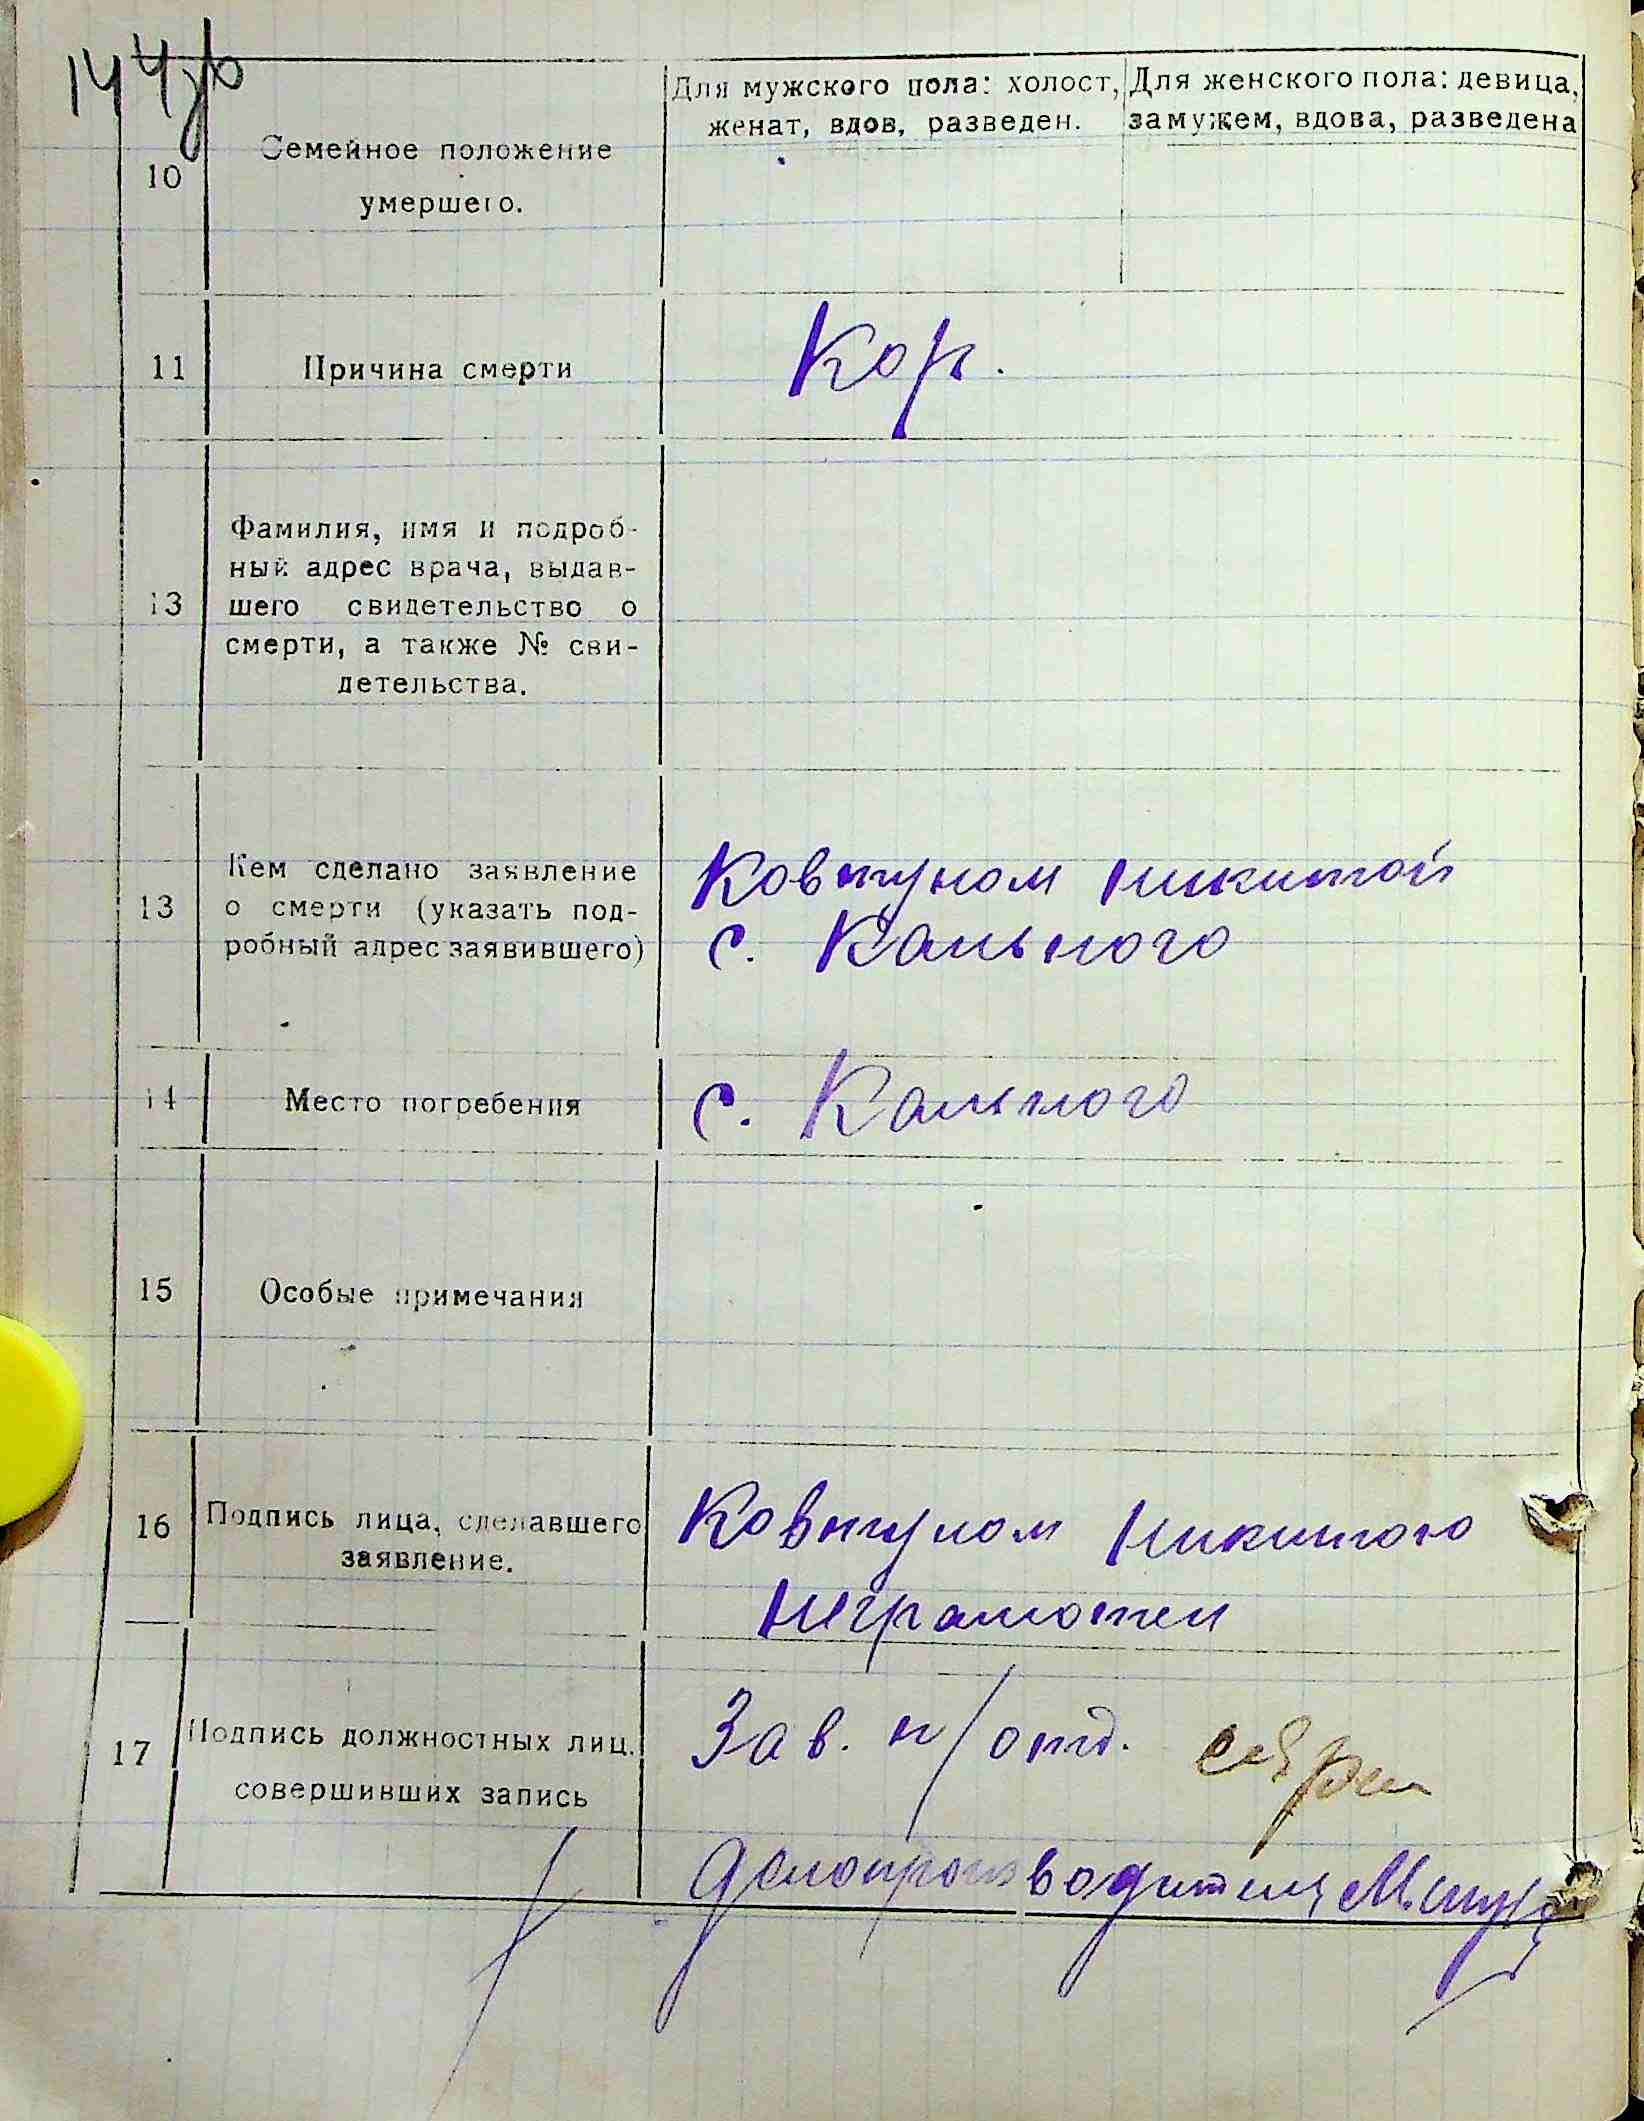 144об
Для мужского пола: холост,
женат, вдов, разведен.
Для женского пола: девица,
замужем, вдова, разведена
10
Семейное положение
умершего.
11
Причина смерти
Кор.
13
Фамилия, имя и подроб-
ный адрес врача, выдав-
шего свидетельство о
смерти, а также № сви-
детельства.
13
Кем сделано заявление
о смерти (указать под-
робный адрес заявившего)
Ковтуном Никитой
с. Кального
14
Место погребения
с. Кального
15
Особые примечания
16
Подпись лица, сделавшего
заявление.
Ковтуном Никитою
Неграмотен
17
Подпись должностных лиц.
совершивших запись
Зав. п/отд.
Делопроизводитель